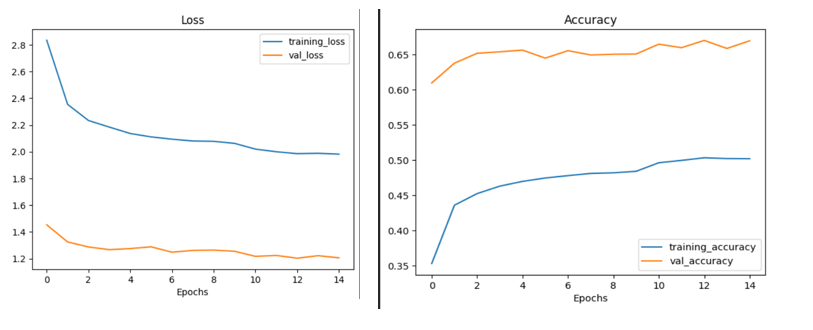 Loss
training_loss
val_loss
2.8
2.6
2.4
2.2
2.0
1.8
1.6
1.4
1.2
0 2 4 6 8 10 12 14
Epochs
Accuracy
0.65
0.60
0.55
0.50
0.45
0.40
0.35
training_accuracy
val_accuracy
0 2 4 6 8 10 12 14
Epochs